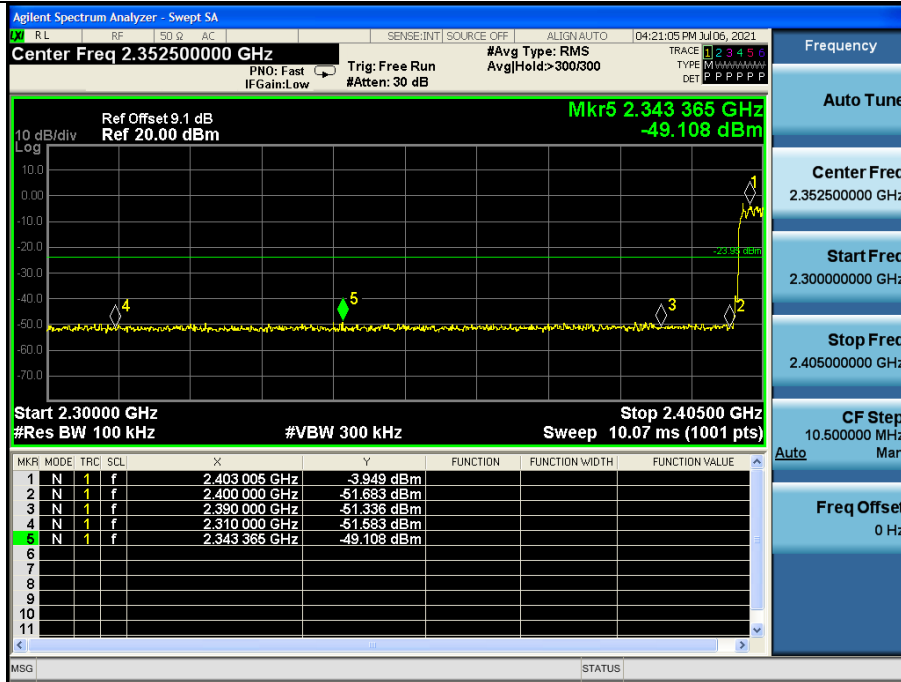 Agilent Spectrum Analyzer - Swept SA
LXI RL RF 50 Ω AC SENSE:INT SOURCE OFF ALIGN AUTO 04:21:05 PM Jul 06, 2021
Center Freq 2.352500000 GHz
PNO: Fast
IFGain:Low
Trig: Free Run
#Atten: 30 dB
#Avg Type: RMS
Avg|Hold:>300/300
TRACE 1 2 3 4 5 6
TYPE M WWWWW
DET P P P P P P
Frequency
Auto Tune
Center Freq
2.352500000 GHz
Start Freq
2.300000000 GHz
Stop Freq
2.405000000 GHz
CF Step
10.500000 MHz
Auto Man
Freq Offset
0 Hz
Mkr5 2.343 365 GHz
-49.108 dBm
Ref Offset 9.1 dB
10 dB/div Ref 20.00 dBm
Log
10.0
0.00
-10.0
-20.0
-30.0
-40.0
-50.0
-60.0
-70.0
1
-23.95 dBm
4
5
3
2
Start 2.30000 GHz Stop 2.40500 GHz
#Res BW 100 kHz #VBW 300 kHz Sweep 10.07 ms (1001 pts)
MKR MODE TRC SCL X Y FUNCTION FUNCTION WIDTH FUNCTION VALUE
1 N 1 f 2.403 005 GHz -3.949 dBm
2 N 1 f 2.400 000 GHz -51.683 dBm
3 N 1 f 2.390 000 GHz -51.336 dBm
4 N 1 f 2.310 000 GHz -51.583 dBm
5 N 1 f 2.343 365 GHz -49.108 dBm
6
7
8
9
10
11
MSG STATUS